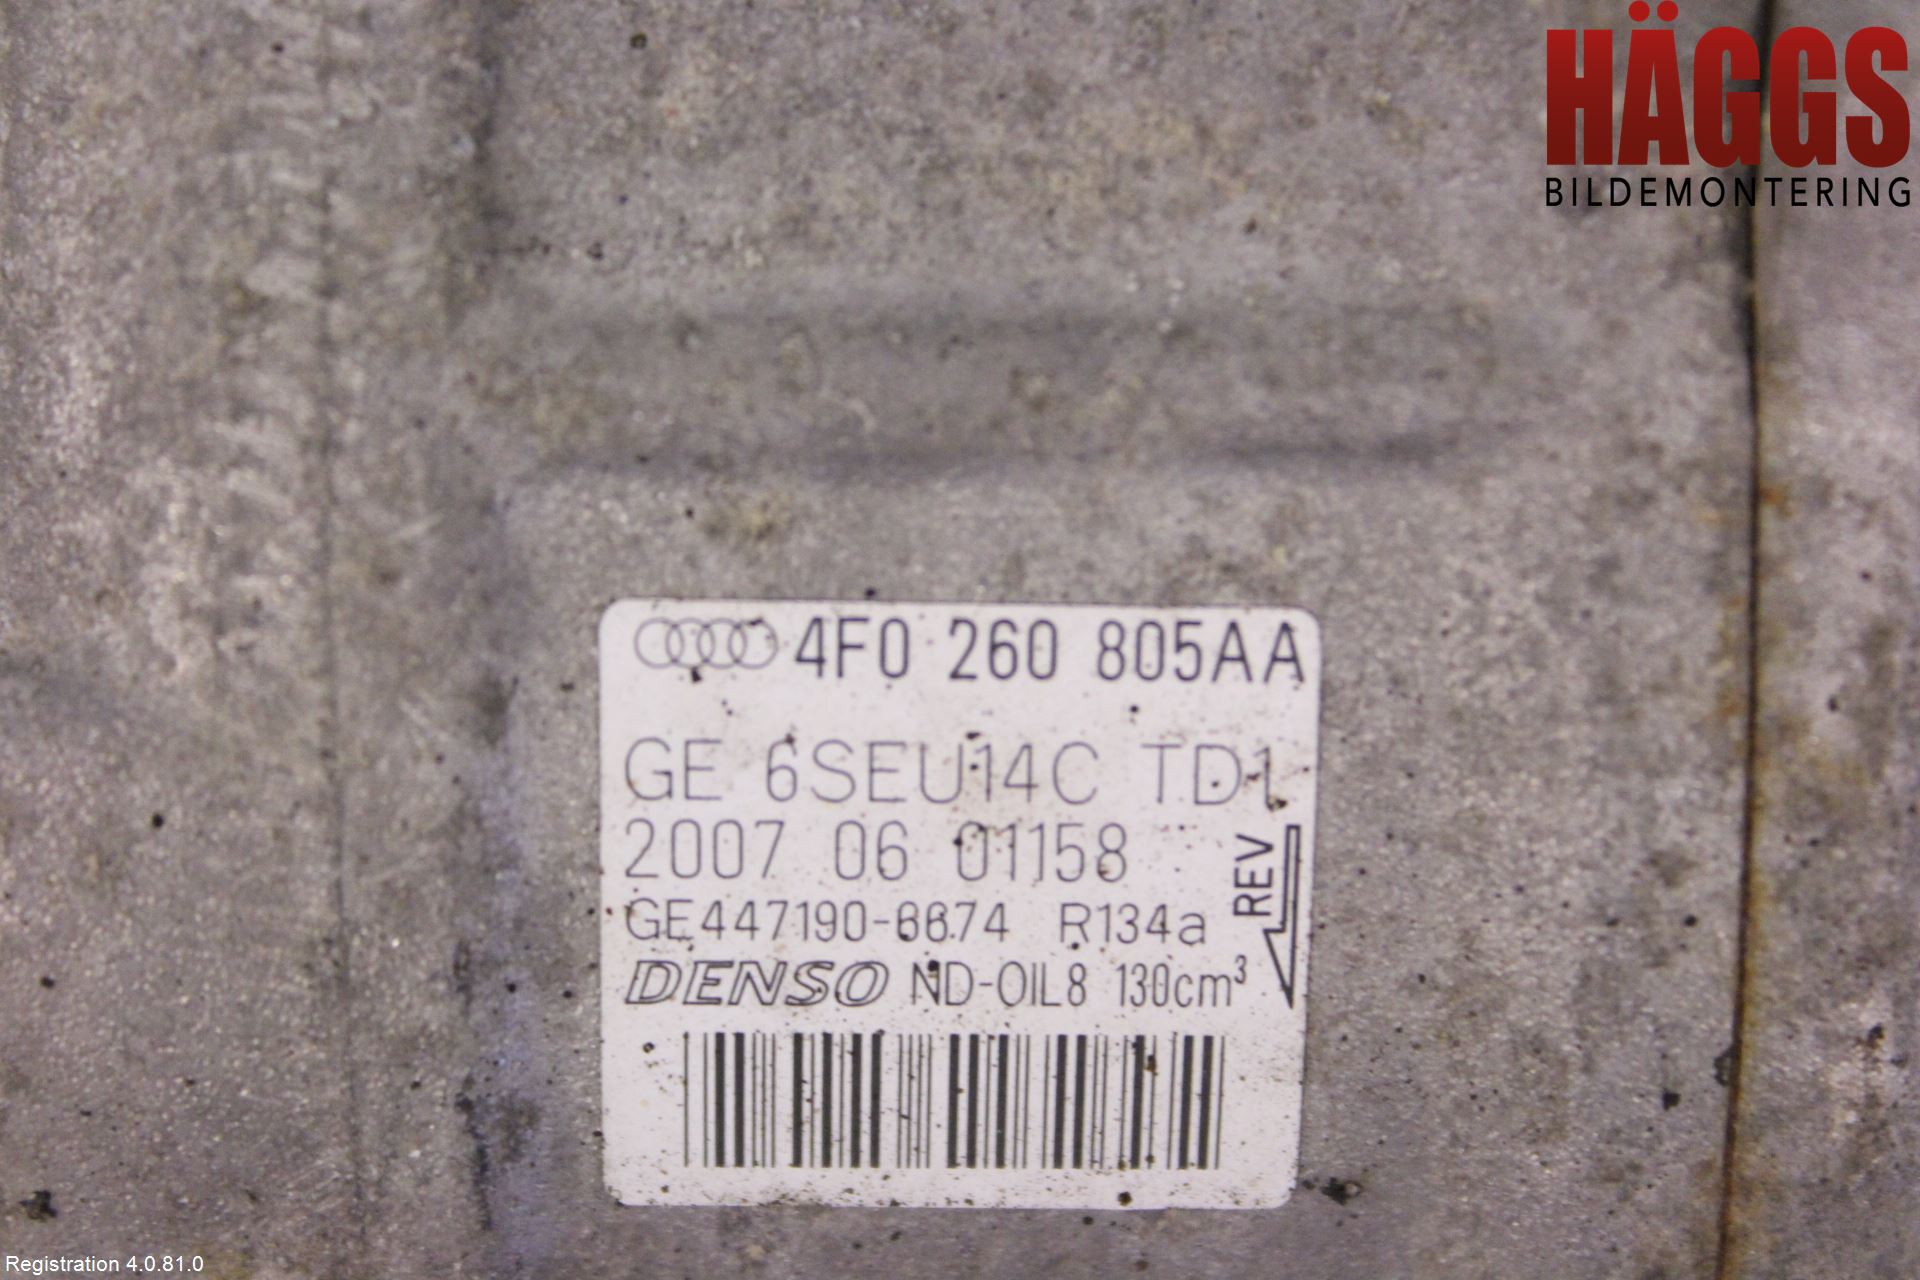 HÄGGS
BILDEMONTERING
4F0 260 805AA
GE 6SEU14C TD1
2007 06 01158
REV
GE447190-6674 R134a
DENSO ND-OIL8 130cm³
Registration 4.0.81.0